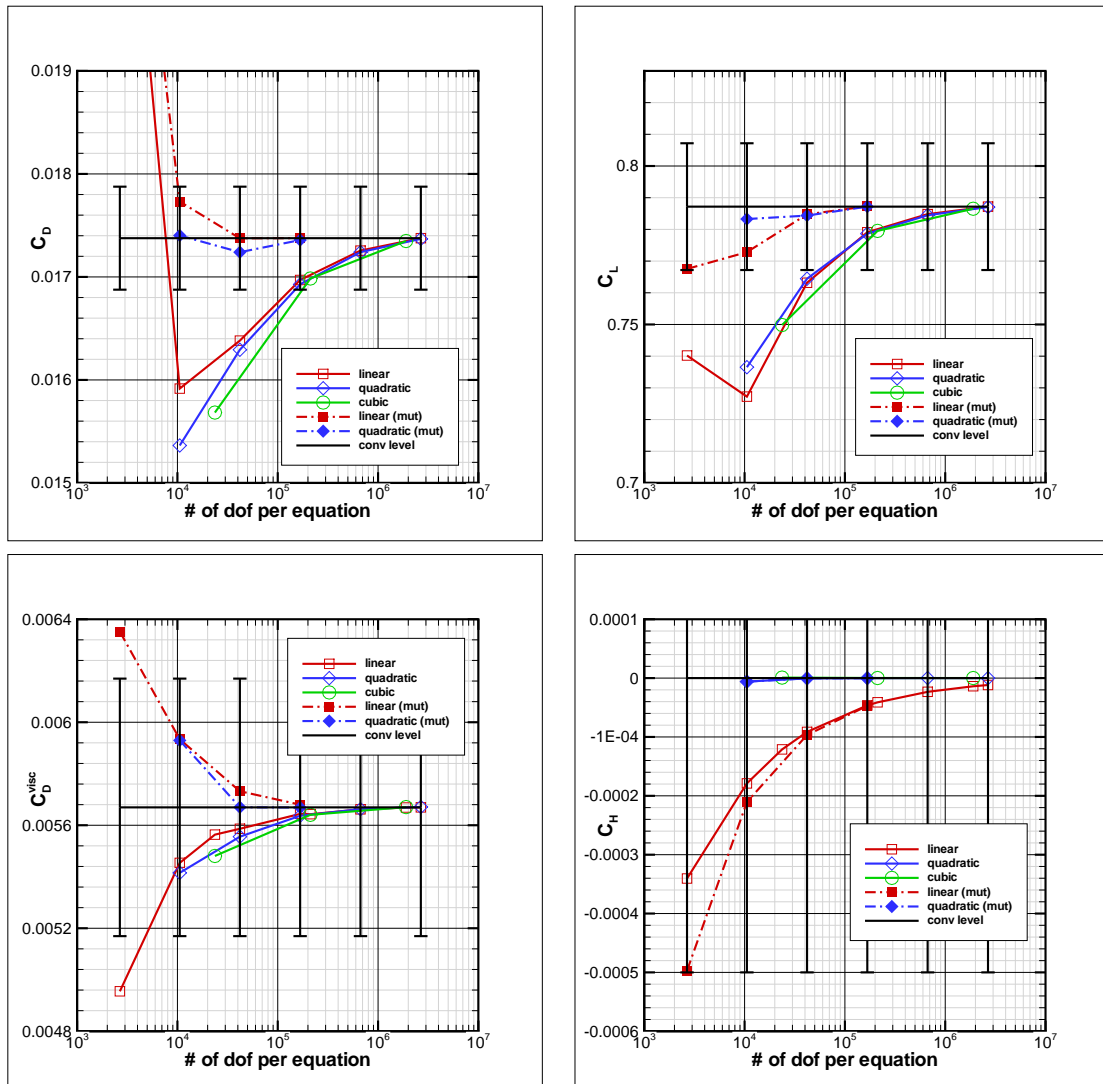 0.019
0.018
0.017
0.016
0.015
C_D
10^3 10^4 10^5 10^6 10^7
# of dof per equation
linear
quadratic
cubic
linear (mut)
quadratic (mut)
conv level
0.8
0.75
0.7
C_L
10^3 10^4 10^5 10^6 10^7
# of dof per equation
linear
quadratic
cubic
linear (mut)
quadratic (mut)
conv level
0.0064
0.006
0.0056
0.0052
0.0048
C_D^visc
10^3 10^4 10^5 10^6 10^7
# of dof per equation
linear
quadratic
cubic
linear (mut)
quadratic (mut)
conv level
0.0001
0
-1E-04
-0.0002
-0.0003
-0.0004
-0.0005
-0.0006
C_H
10^3 10^4 10^5 10^6 10^7
# of dof per equation
linear
quadratic
cubic
linear (mut)
quadratic (mut)
conv level